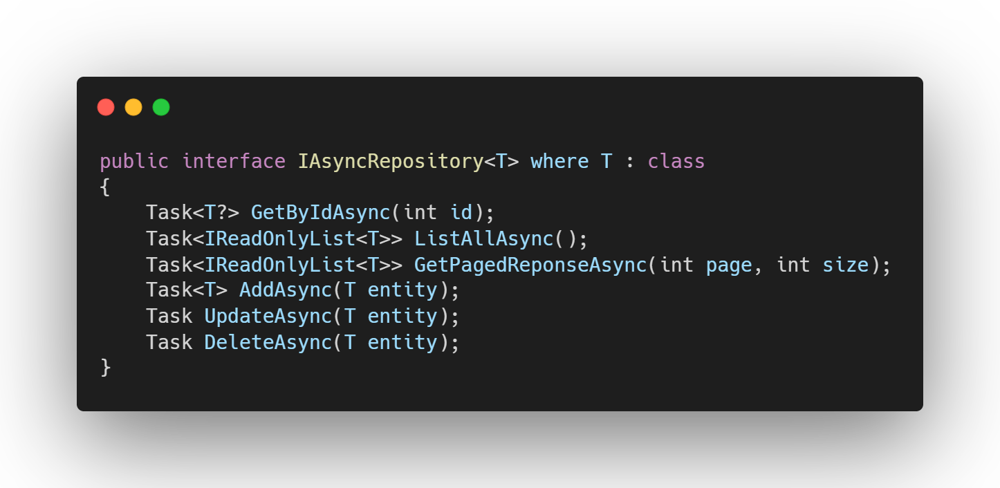 public interface IAsyncRepository<T> where T : class
{
    Task<T?> GetByIdAsync(int id);
    Task<IReadOnlyList<T>> ListAllAsync();
    Task<IReadOnlyList<T>> GetPagedReponseAsync(int page, int size);
    Task<T> AddAsync(T entity);
    Task UpdateAsync(T entity);
    Task DeleteAsync(T entity);
}